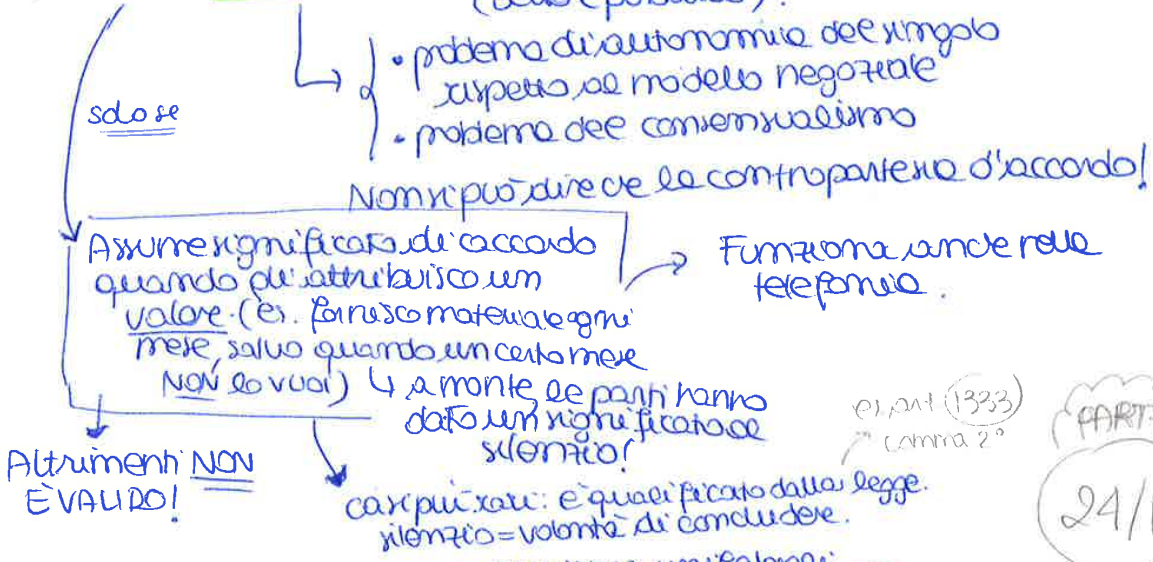 • problema di autonomia del singolo
rispetto al modello negoziale
• problema del consensualismo
solo se
Non si può dire che la controparte sia d'accordo!
Assume significato di accordo
quando gli attribuisco un
valore (es. fornisco materiale ogni
mese, salvo quando un certo mese
NON lo vuoi) ↳ a monte le parti hanno
dato un significato al
silenzio!
→ Funziona anche nella
telefonia.
Altrimenti NON
È VALIDO!
casi più rari: è qualificato dalla legge.
silenzio = volontà di concludere.
art 1333
comma 2°
PART
24/1